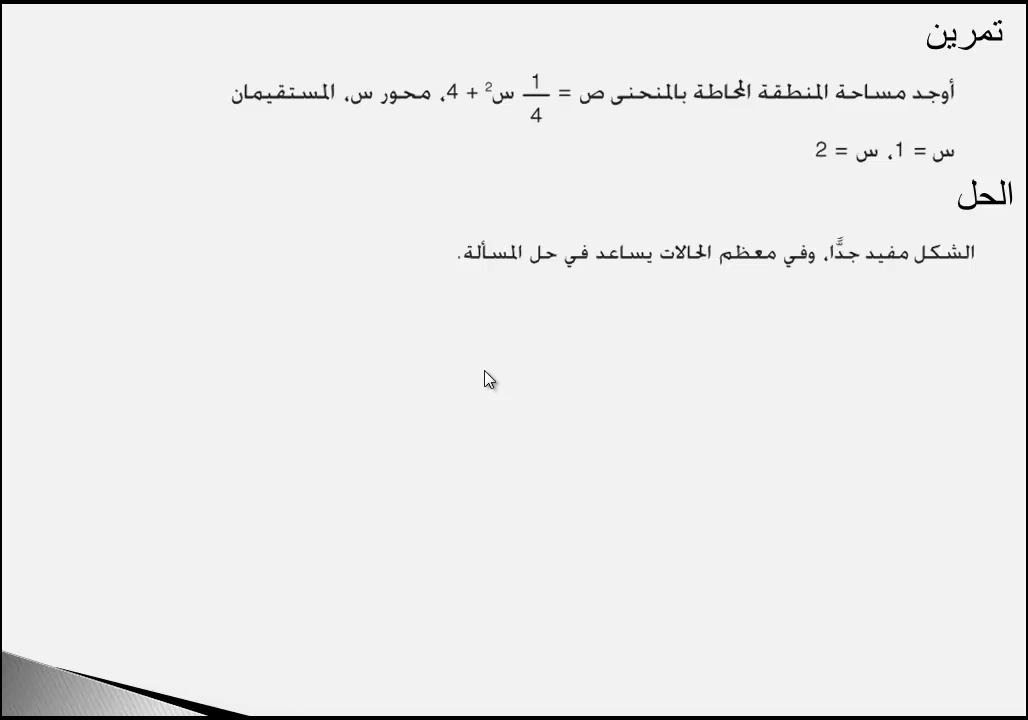 تمرين
أوجد مساحة المنطقة المحاطة بالمنحنى ص = 1/4 س² + 4، محور س، المستقيمان
س = 1، س = 2
الحل
الشكل مفيد جدًّا، وفي معظم الحالات يساعد في حل المسألة.